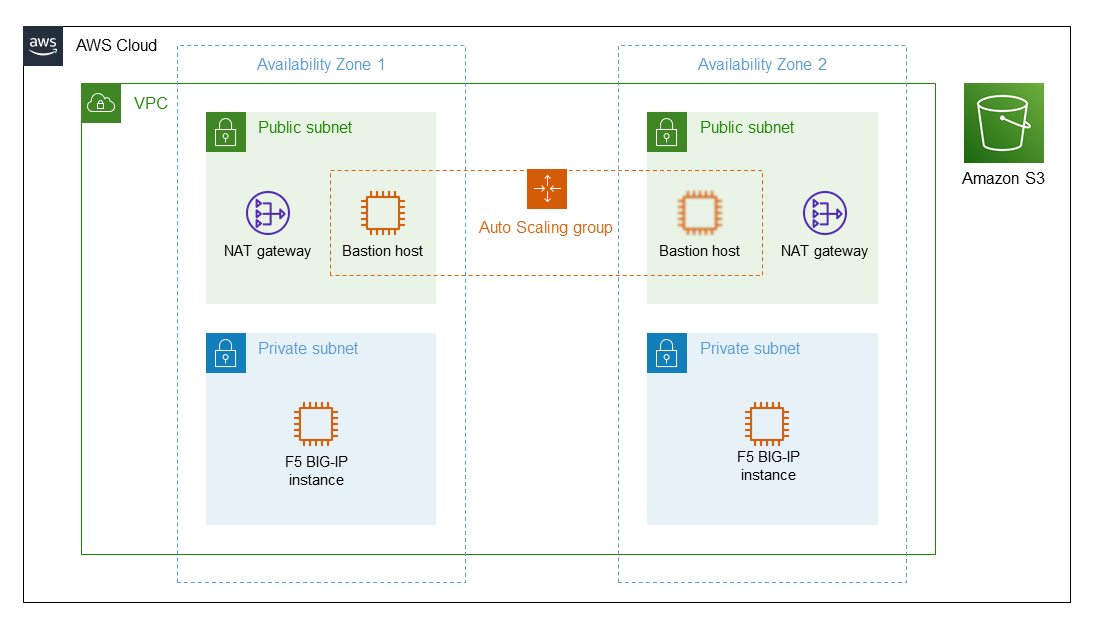 aws
AWS Cloud
Availability Zone 1
Availability Zone 2
VPC
Public subnet
Public subnet
Amazon S3
Auto Scaling group
NAT gateway
Bastion host
Bastion host
NAT gateway
Private subnet
Private subnet
F5 BIG-IP
instance
F5 BIG-IP
instance